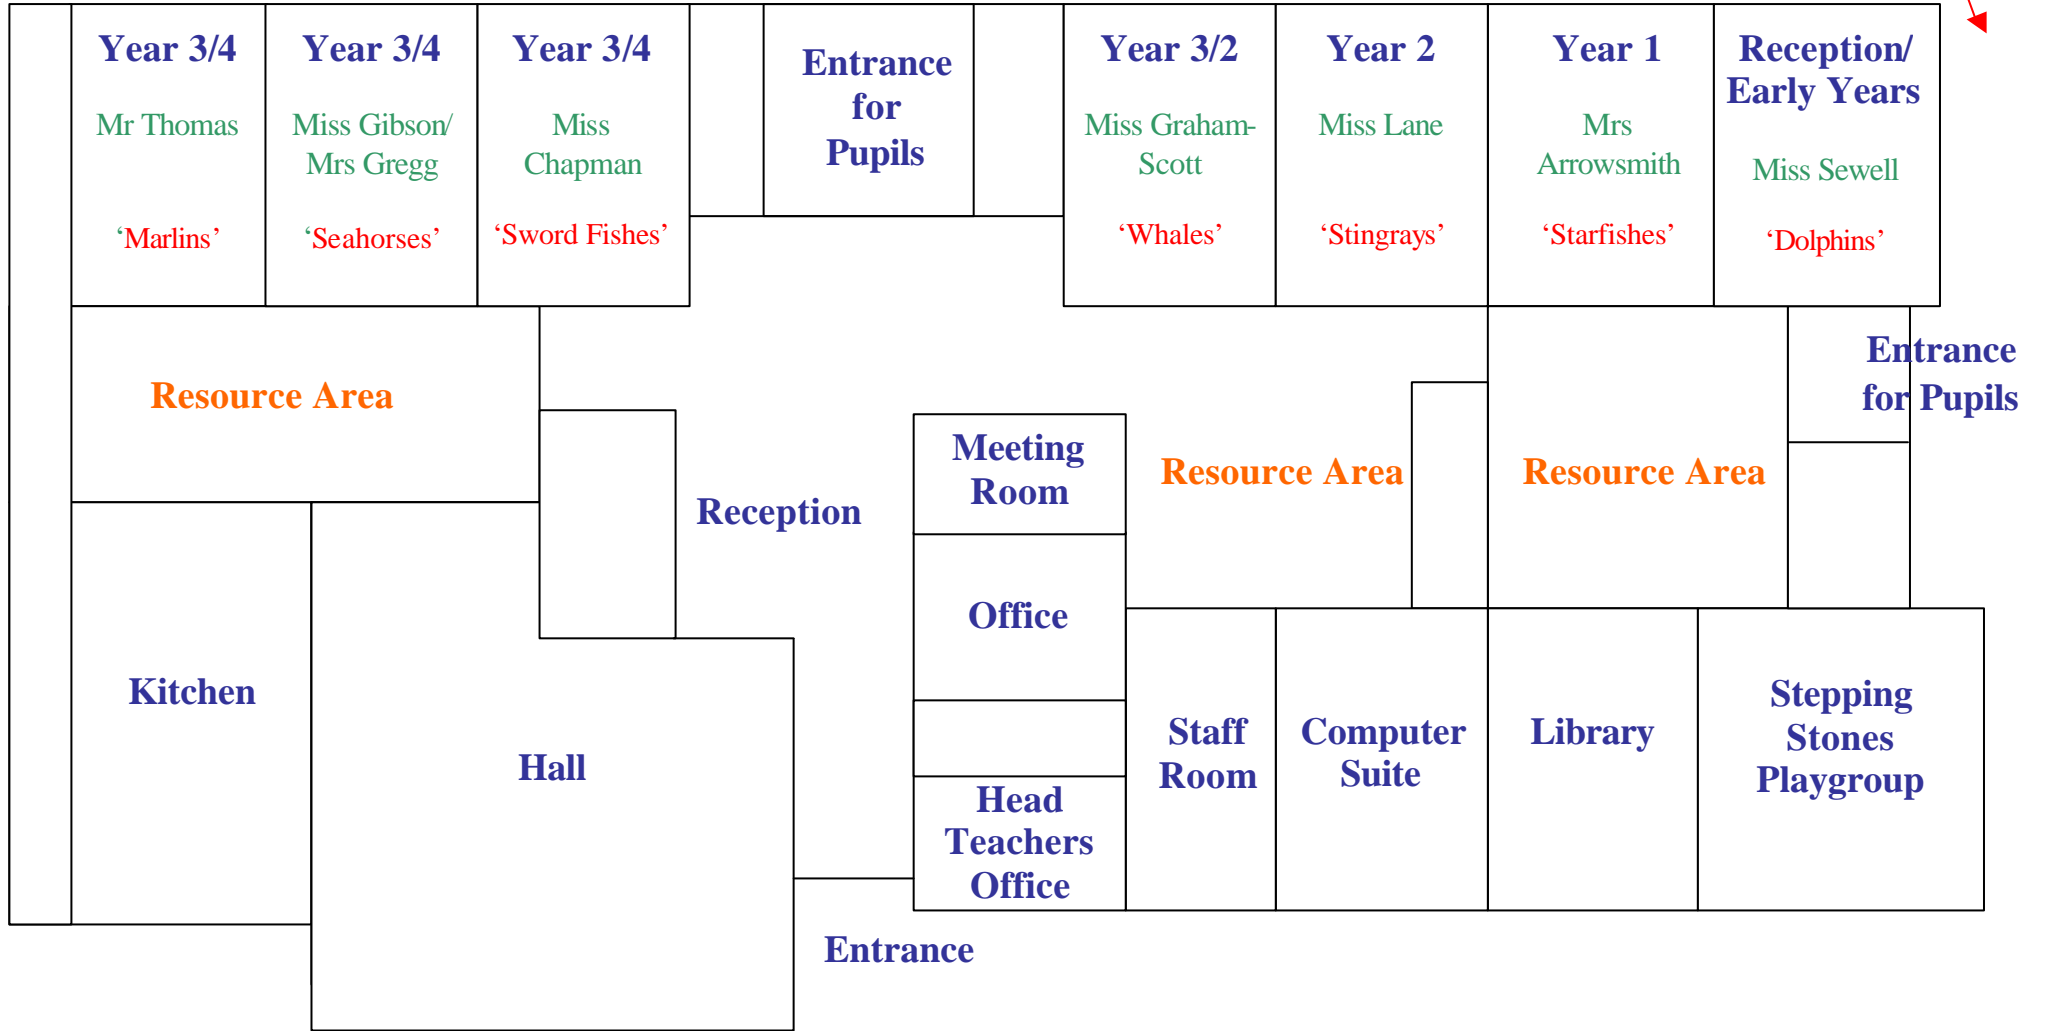 Year 3/4
Mr Thomas
‘Marlins’
Year 3/4
Miss Gibson/
Mrs Gregg
‘Seahorses’
Year 3/4
Miss
Chapman
‘Sword Fishes’
Entrance
for
Pupils
Year 3/2
Miss Graham-
Scott
‘Whales’
Year 2
Miss Lane
‘Stingrays’
Year 1
Mrs
Arrowsmith
‘Starfishes’
Reception/
Early Years
Miss Sewell
‘Dolphins’
Resource Area
Reception
Meeting
Room
Resource Area
Resource Area
Entrance
for Pupils
Kitchen
Hall
Office
Head
Teachers
Office
Staff
Room
Computer
Suite
Library
Stepping
Stones
Playgroup
Entrance